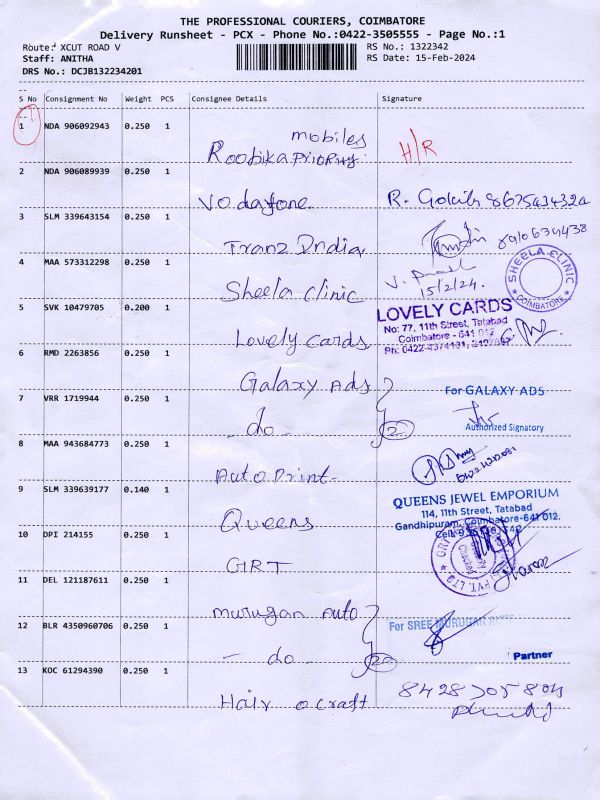 THE PROFESSIONAL COURIERS, COIMBATORE
Delivery Runsheet - PCX - Phone No.:0422-3505555 - Page No.:1
Route: XCUT ROAD V
RS No.: 1322342
Staff: ANITHA
RS Date: 15-Feb-2024
DRS No.: DCJB132234201
S No Consignment No Weight PCS Consignee Details Signature
1 NDA 906092943 0.250 1 mobiles H/R
Roobika
2 NDA 906089939 0.250 1
Vodafone
3 SLM 339643154 0.250 1
Tranz India
4 MAA 573312298 0.250 1
Sheela clinic 15/2/24. SHEELA CLINIC * COIMBATORE *
5 SVK 10479705 0.200 1 LOVELY CARDS
No: 77, 11th Street, Tatabad
Lovely cards Coimbatore - 641 012
6 RMD 2263856 0.250 1
Galaxy Ads For GALAXY ADS
7 VRR 1719944 0.250 1
-do- 2 Authorized Signatory
8 MAA 943684773 0.250 1
Auto Print
9 SLM 339639177 0.140 1 QUEENS JEWEL EMPORIUM
114, 11th Street, Tatabad
Queens Gandhipuram, Coimbatore-641 012.
10 DPI 214155 0.250 1
GRT
11 DEL 121187611 0.250 1
murugan Auto For SREE MURUGAN
12 BLR 4350960706 0.250 1
-do- Partner
13 KOC 61294390 0.250 1
Hair o craft